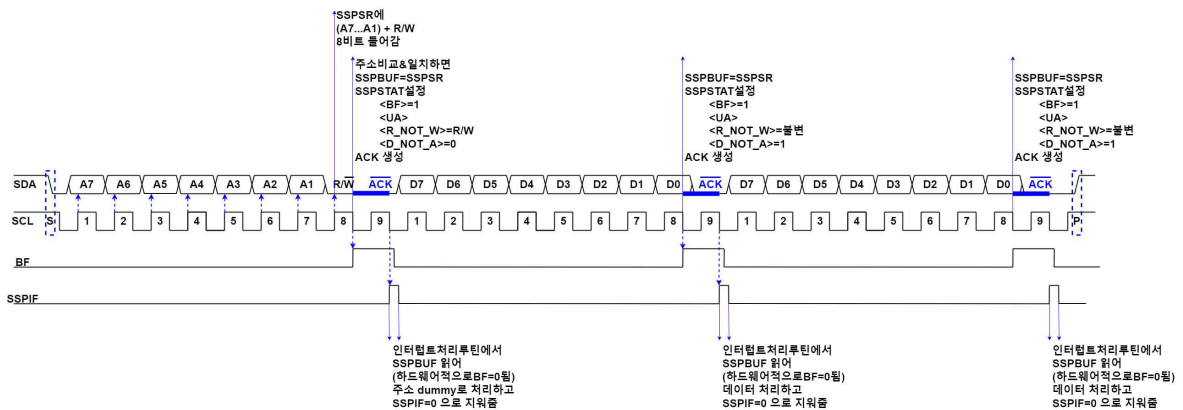 SSPSR에
(A7...A1) + R/W
8비트 들어감
주소비교&일치하면
SSPBUF=SSPSR
SSPSTAT설정
<BF>=1
<UA>
<R_NOT_W>=R/W
<D_NOT_A>=0
ACK 생성
SSPBUF=SSPSR
SSPSTAT설정
<BF>=1
<UA>
<R_NOT_W>=불변
<D_NOT_A>=1
ACK 생성
SSPBUF=SSPSR
SSPSTAT설정
<BF>=1
<UA>
<R_NOT_W>=불변
<D_NOT_A>=1
ACK 생성
SDA A7 A6 A5 A4 A3 A2 A1 R/W ACK D7 D6 D5 D4 D3 D2 D1 D0 ACK D7 D6 D5 D4 D3 D2 D1 D0 ACK
SCL S 1 2 3 4 5 6 7 8 9 1 2 3 4 5 6 7 8 9 1 2 3 4 5 6 7 8 9 P
BF
SSPIF
인터럽트처리루틴에서
SSPBUF 읽어
(하드웨어적으로BF=0됨)
주소 dummy로 처리하고
SSPIF=0 으로 지워줌
인터럽트처리루틴에서
SSPBUF 읽어
(하드웨어적으로BF=0됨)
데이터 처리하고
SSPIF=0 으로 지워줌
인터럽트처리루틴에서
SSPBUF 읽어
(하드웨어적으로BF=0됨)
데이터 처리하고
SSPIF=0 으로 지워줌